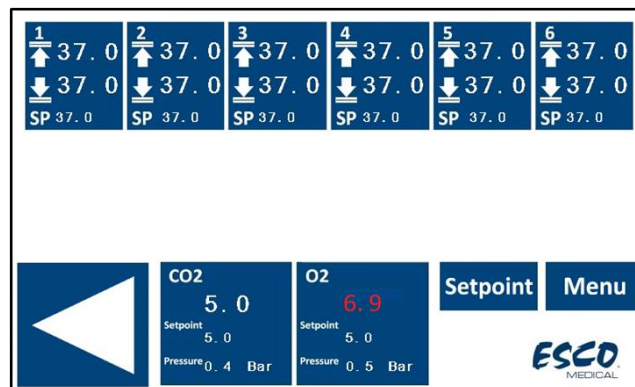 1 2 3 4 5 6
37.0 37.0 37.0 37.0 37.0 37.0
37.0 37.0 37.0 37.0 37.0 37.0
SP 37.0 SP 37.0 SP 37.0 SP 37.0 SP 37.0 SP 37.0
CO2 O2
Setpoint Menu
5.0 6.9
Setpoint Setpoint
5.0 5.0
Pressure 0.4 Bar Pressure 0.5 Bar
ESCO
MEDICAL